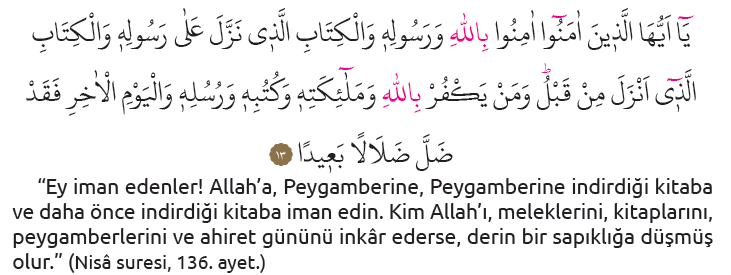 يَٓا اَيُّهَا الَّذ۪ينَ اٰمَنُٓوا اٰمِنُوا بِاللّٰهِ وَرَسُولِه۪ وَالْكِتَابِ الَّذ۪ي نَزَّلَ عَلٰى رَسُولِه۪ وَالْكِتَابِ
الَّذ۪ٓي اَنْزَلَ مِنْ قَبْلُۜ وَمَنْ يَكْفُرْ بِاللّٰهِ وَمَلٰٓئِكَتِه۪ وَكُتُبِه۪ وَرُسُلِه۪ وَالْيَوْمِ الْاٰخِرِ فَقَدْ
ضَلَّ ضَلَالًا بَع۪يدًا ١٣
“Ey iman edenler! Allah’a, Peygamberine, Peygamberine indirdiği kitaba
ve daha önce indirdiği kitaba iman edin. Kim Allah’ı, meleklerini, kitaplarını,
peygamberlerini ve ahiret gününü inkâr ederse, derin bir sapıklığa düşmüş
olur.” (Nisâ suresi, 136. ayet.)